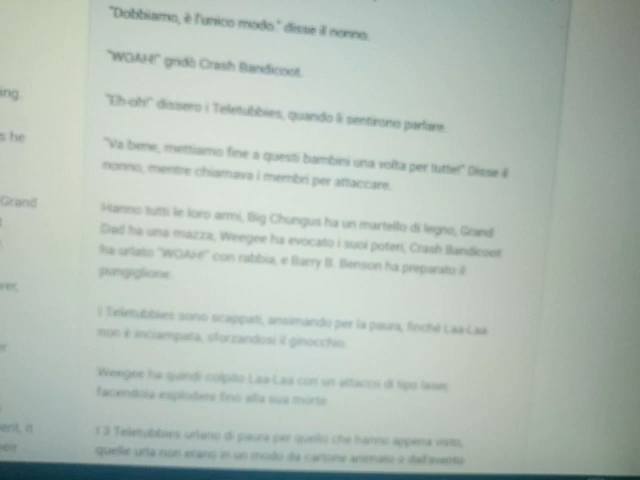 "Dobbiamo, è l'unico modo." disse il nonno.
"WOAH!" gridò Crash Bandicoot.
ing.
"Eh-oh!" dissero i Teletubbies, quando li sentirono parlare.
s he
"Va bene, mettiamo fine a questi bambini una volta per tutte!" Disse il
nonno, mentre chiamava i membri per attaccare.
Grand
Hanno tutti le loro armi, Big Chungus ha un martello di legno, Grand
Dad ha una mazza, Weegee ha evocato i suoi poteri, Crash Bandicoot
ha urlato "WOAH!" con rabbia, e Barry B. Benson ha preparato il
pungiglione.
ver,
I Teletubbies sono scappati, ansimando per la paura, finché Laa-Laa
non è inciampata, sforzandosi il ginocchio.
er
Weegee ha quindi colpito Laa-Laa con un attacco di tipo laser,
facendola esplodere fino alla sua morte.
I 3 Teletubbies urlano di paura per quello che hanno appena visto,
quelle urla non erano in un modo da cartone animato o dall'avento